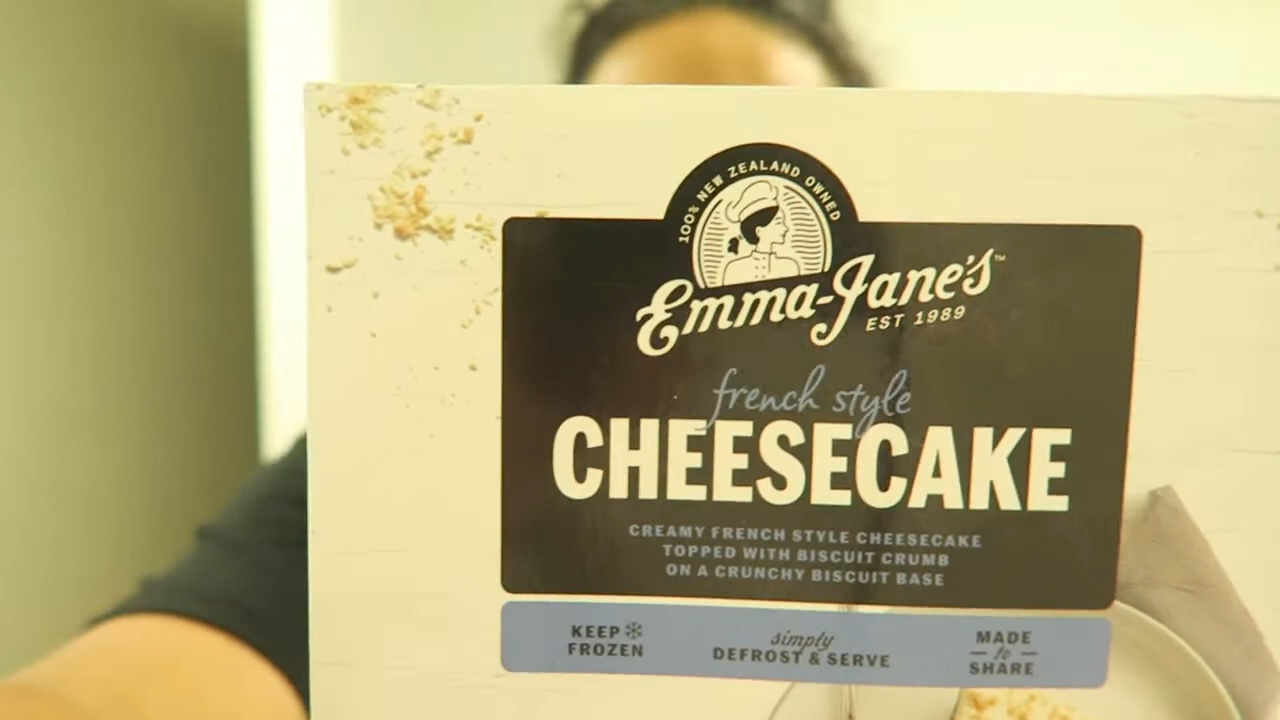 100% NEW ZEALAND OWNED
Emma-Jane's™
EST 1989
french style
CHEESECAKE
CREAMY FRENCH STYLE CHEESECAKE
TOPPED WITH BISCUIT CRUMB
ON A CRUNCHY BISCUIT BASE
KEEP
FROZEN
simply
DEFROST & SERVE
MADE
to
SHARE